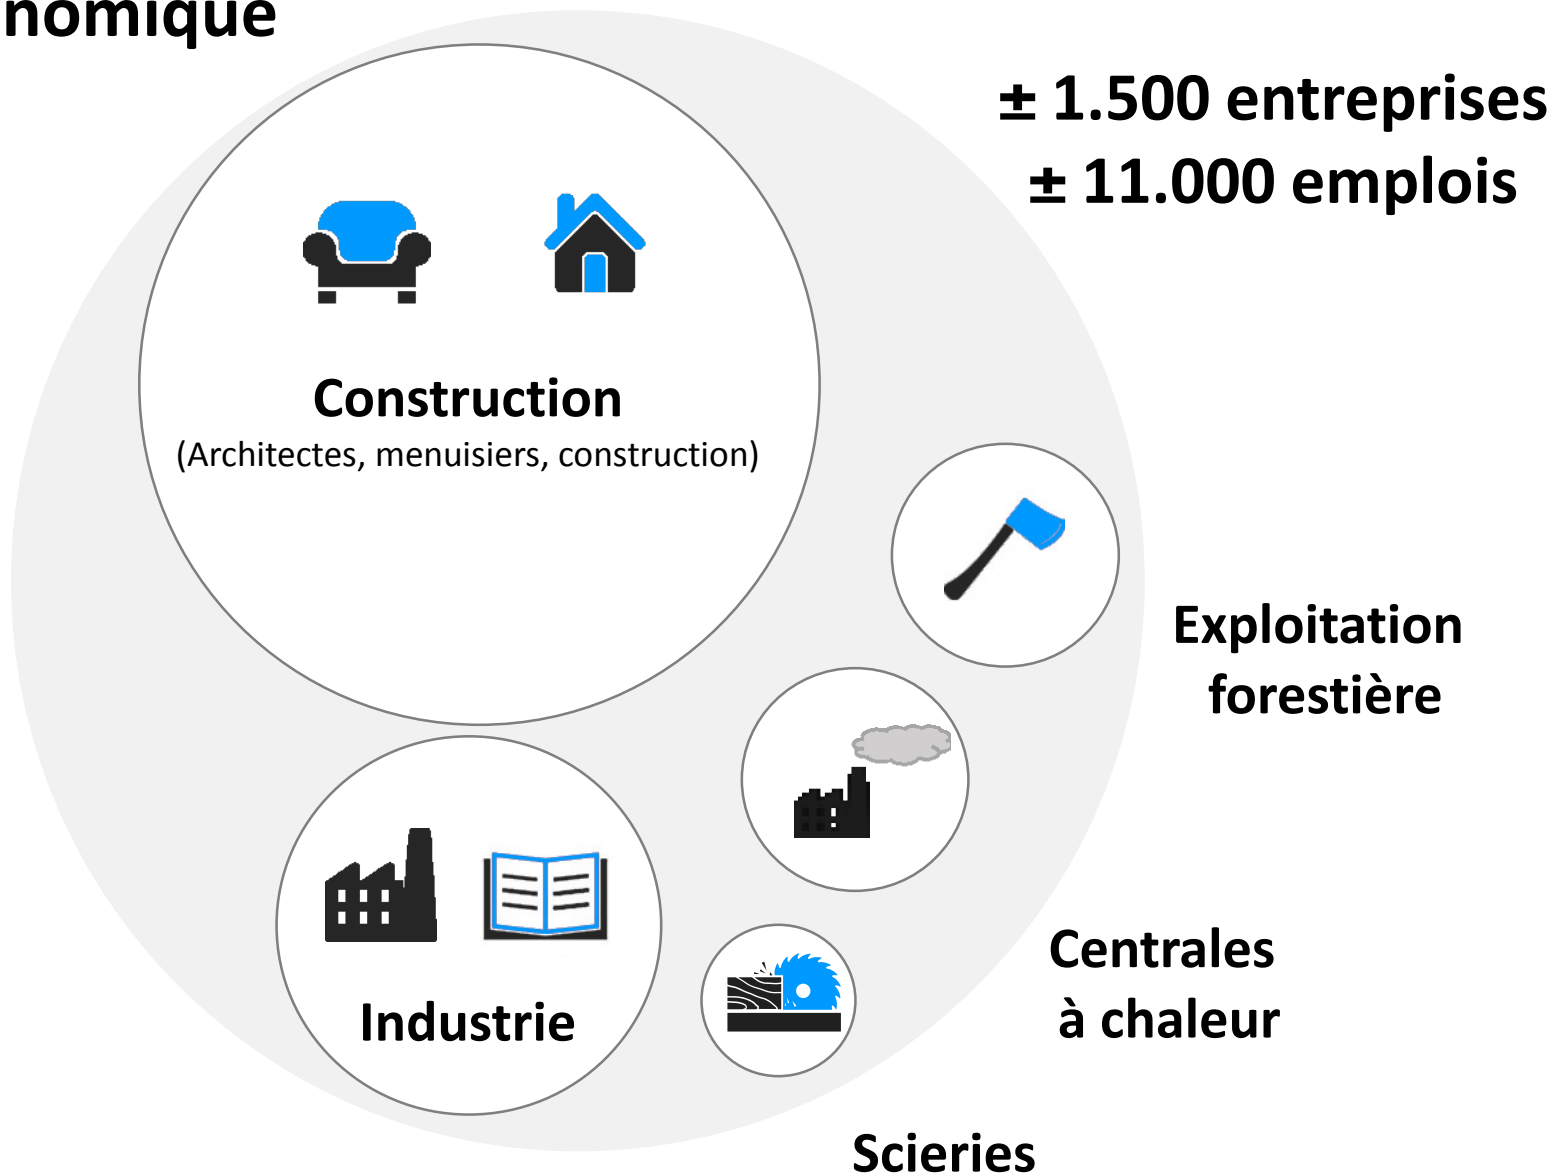 nomique
± 1.500 entreprises
± 11.000 emplois
Construction
(Architectes, menuisiers, construction)
Exploitation
forestière
Centrales
à chaleur
Industrie
Scieries